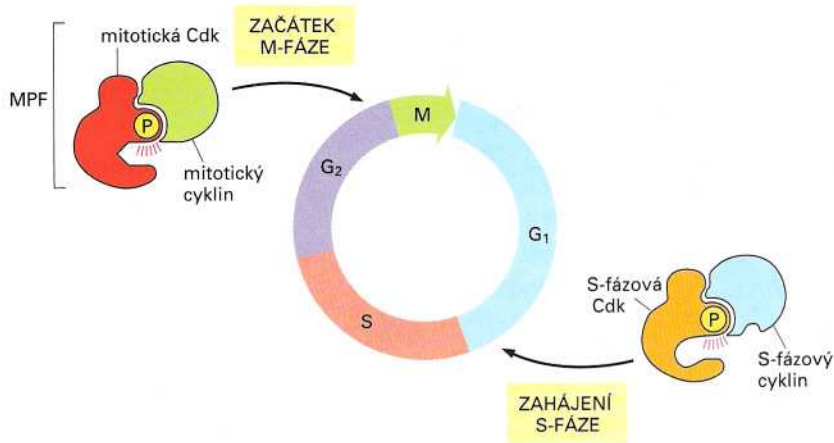 mitotická Cdk
ZAČÁTEK
M-FÁZE
MPF
P
mitotický
cyklin
M
G2
G1
S
S-fázová
Cdk
P
S-fázový
cyklin
ZAHÁJENÍ
S-FÁZE